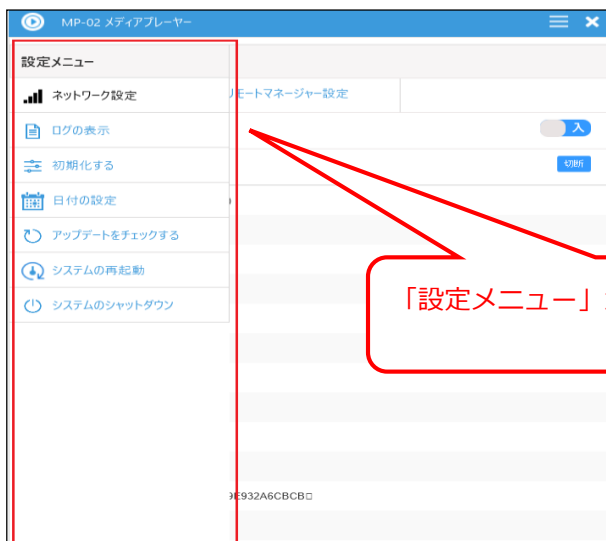 MP-02 メディアプレーヤー
設定メニュー
ネットワーク設定
ログの表示
初期化する
日付の設定
アップデートをチェックする
システムの再起動
システムのシャットダウン
モートマネージャー設定
入
切断
「設定メニュー」
9E932A6CBCB□